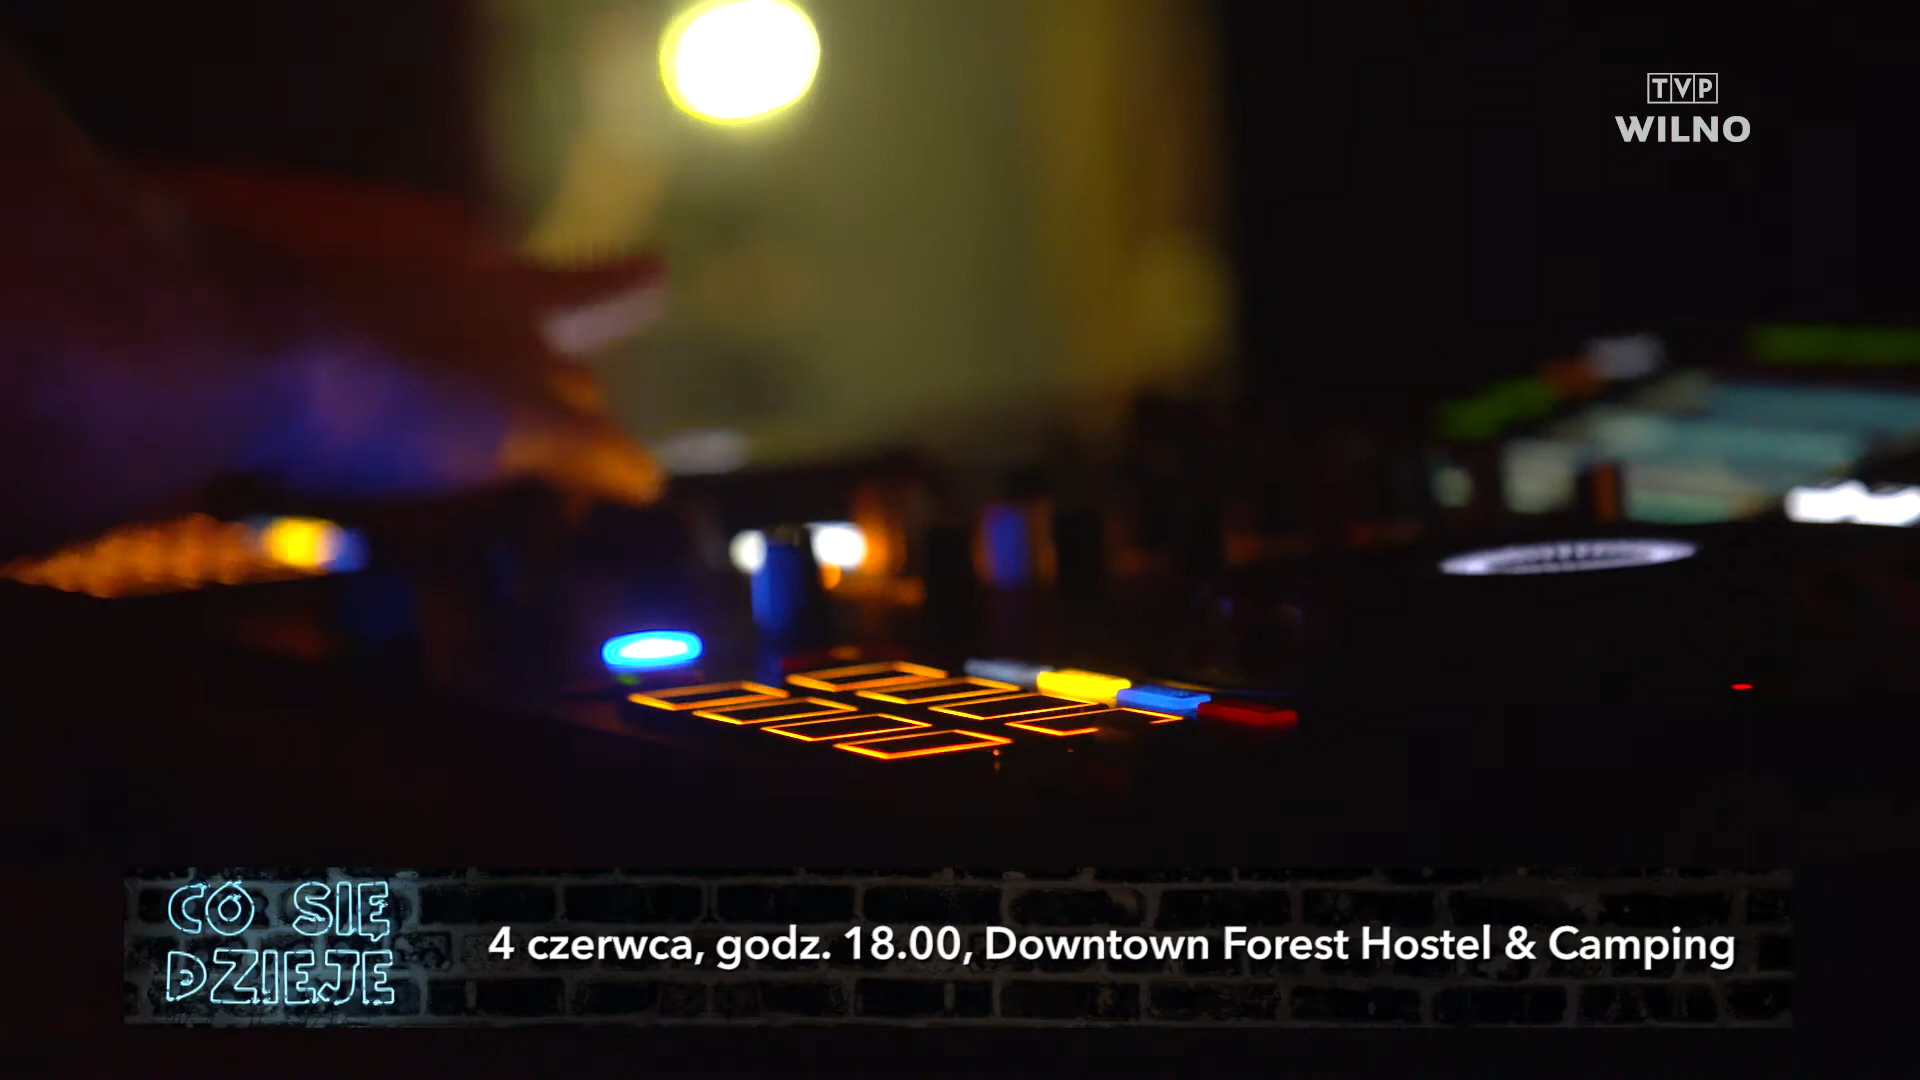 TVP
WILNO
CO SIĘ
DZIEJE
4 czerwca, godz. 18.00, Downtown Forest Hostel & Camping